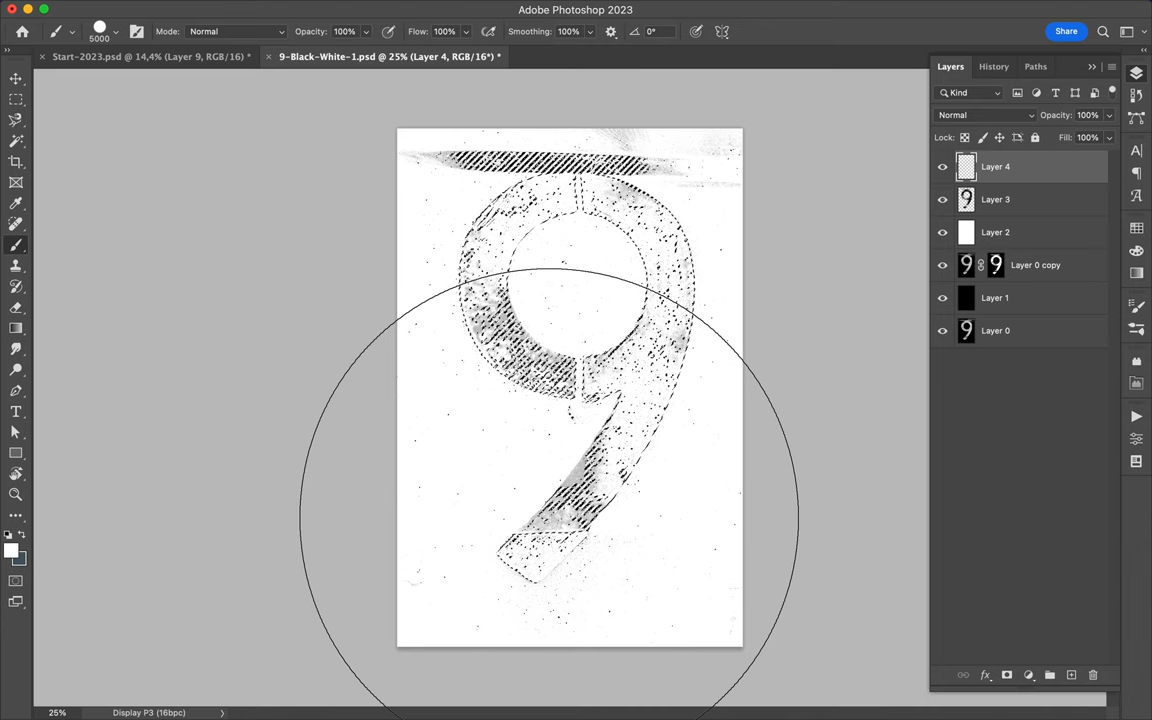 Adobe Photoshop 2023
5000 Mode: Normal Opacity: 100% Flow: 100% Smoothing: 100% 0° Share
Start-2023.psd @ 14,4% (Layer 9, RGB/16) *
9-Black-White-1.psd @ 25% (Layer 4, RGB/16*) *
Layers History Paths
Kind
Normal Opacity: 100%
Lock: Fill: 100%
Layer 4
Layer 3
Layer 2
Layer 0 copy
Layer 1
Layer 0
9
25% Display P3 (16bpc)